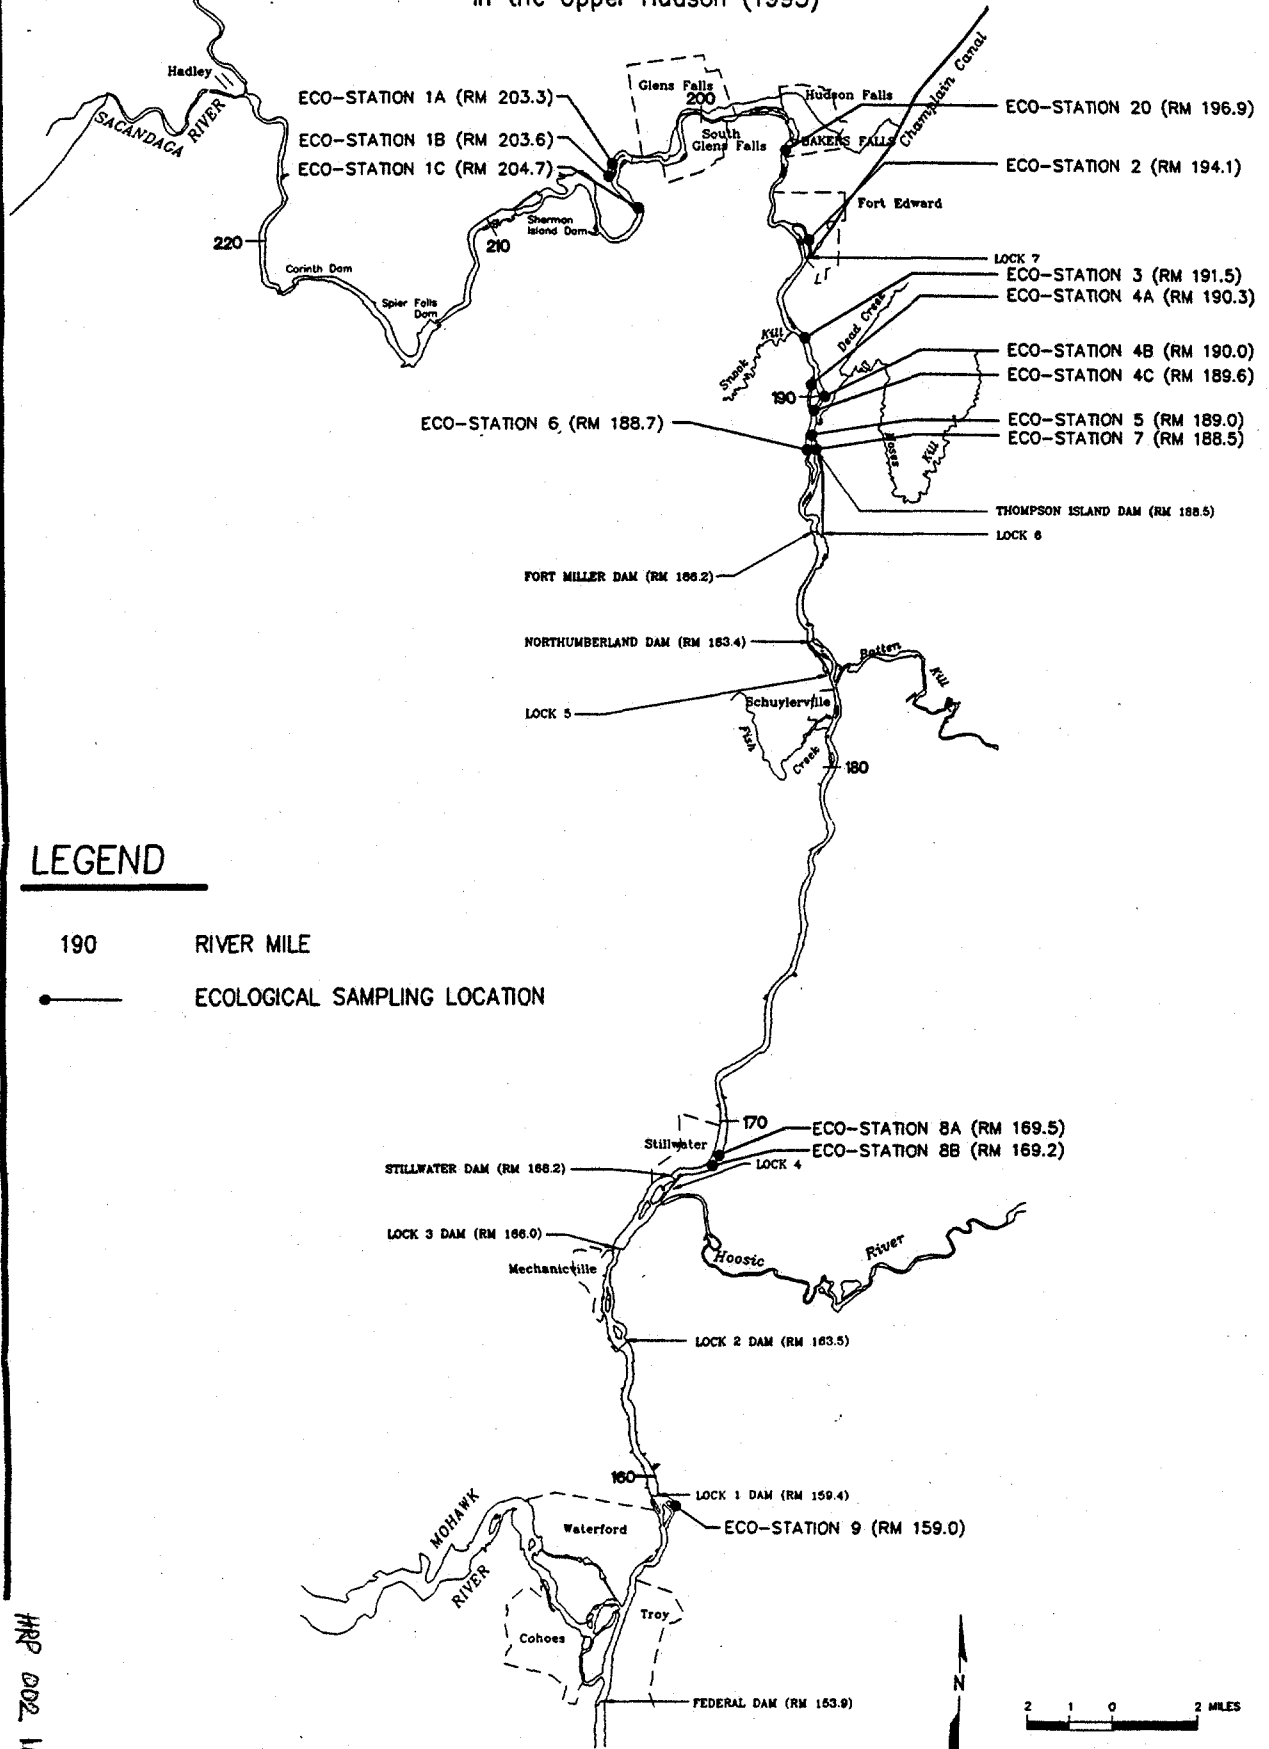 in the Upper Hudson (1993)
Hadley
SACANDAGA RIVER
ECO-STATION 1A (RM 203.3)
ECO-STATION 1B (RM 203.6)
ECO-STATION 1C (RM 204.7)
Glens Falls
200
South
Glens Falls
Hudson Falls
BAKERS FALLS
Champlain Canal
ECO-STATION 20 (RM 196.9)
ECO-STATION 2 (RM 194.1)
Fort Edward
220
210
Sherman
Island Dam
Corinth Dam
Spier Falls
Dam
LOCK 7
ECO-STATION 3 (RM 191.5)
ECO-STATION 4A (RM 190.3)
Dead Creek
Snook Kill
ECO-STATION 4B (RM 190.0)
ECO-STATION 4C (RM 189.6)
190
ECO-STATION 6 (RM 188.7)
ECO-STATION 5 (RM 189.0)
ECO-STATION 7 (RM 188.5)
Moses Kill
THOMPSON ISLAND DAM (RM 188.5)
LOCK 6
FORT MILLER DAM (RM 186.2)
NORTHUMBERLAND DAM (RM 183.4)
Batten Kill
LOCK 5
Schuylerville
Fish Creek
180
LEGEND
190 RIVER MILE
ECOLOGICAL SAMPLING LOCATION
170
ECO-STATION 8A (RM 169.5)
Stillwater
ECO-STATION 8B (RM 169.2)
LOCK 4
STILLWATER DAM (RM 168.2)
LOCK 3 DAM (RM 166.0)
Hoosic River
Mechanicville
LOCK 2 DAM (RM 163.5)
160
LOCK 1 DAM (RM 159.4)
MOHAWK RIVER
Waterford
ECO-STATION 9 (RM 159.0)
Troy
Cohoes
FEDERAL DAM (RM 153.9)
N
2 1 0 2 MILES
HRP 002